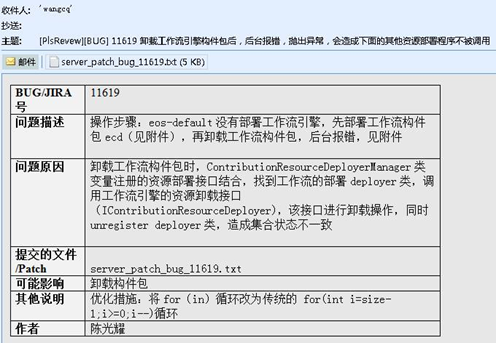 收件人: 'wangcq'
抄送:
主题: [PlsRevew][BUG] 11619 卸载工作流引擎构件包后，后台报错，抛出异常，会造成下面的其他资源部署程序不被调用
邮件 server_patch_bug_11619.txt (5 KB)
BUG/JIRA 11619
号
问题描述 操作步骤：eos-default 没有部署工作流引擎，先部署工作流构件
包 ecd（见附件），再卸载工作流构件包，后台报错，见附件
问题原因 卸载工作流构件包时，ContributionResourceDeployerManager 类
变量注册的资源部署接口结合，找到工作流的部署 deployer 类，调
用工作流引擎的资源卸载接口
（IContributionResourceDeployer），该接口进行卸载操作，同时
unregister deployer 类，造成集合状态不一致
提交的文件
/Patch server_patch_bug_11619.txt
可能影响 卸载构件包
其他说明 优化措施：将 for（in）循环改为传统的 for(int i=size-
1;i>=0;i--)循环
作者 陈光耀